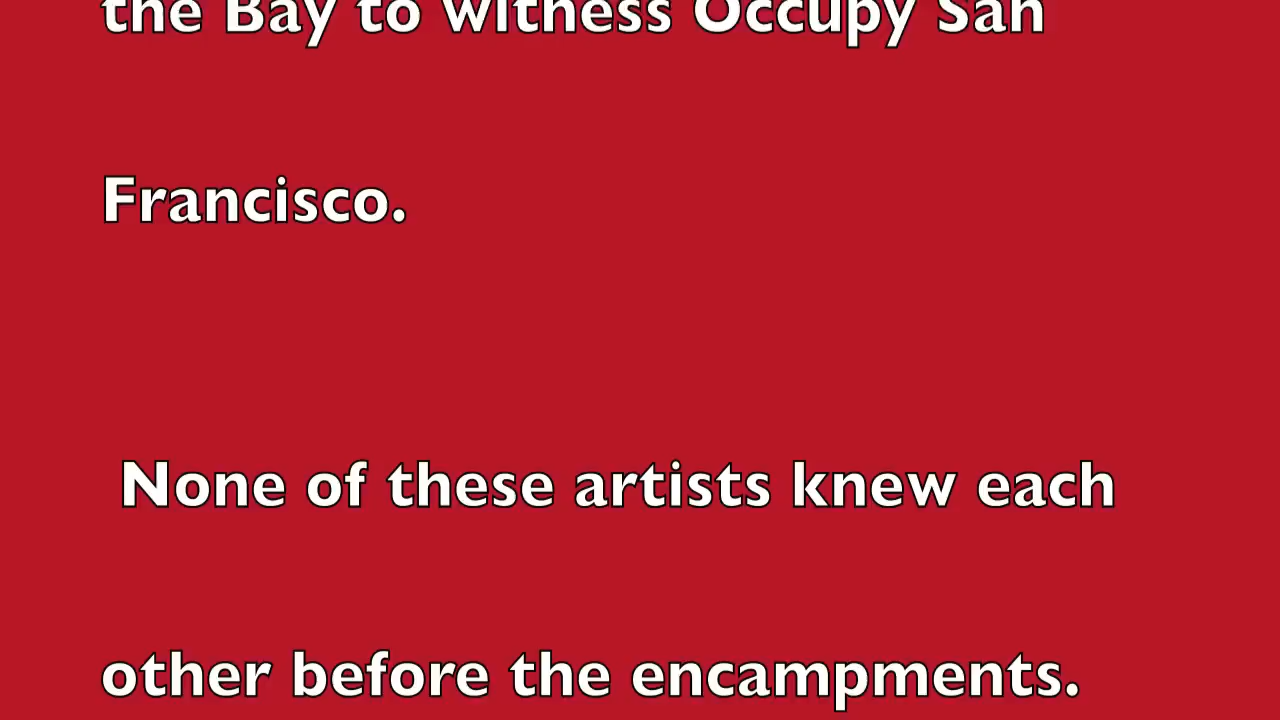 the Bay to witness Occupy San
Francisco.
None of these artists knew each
other before the encampments.